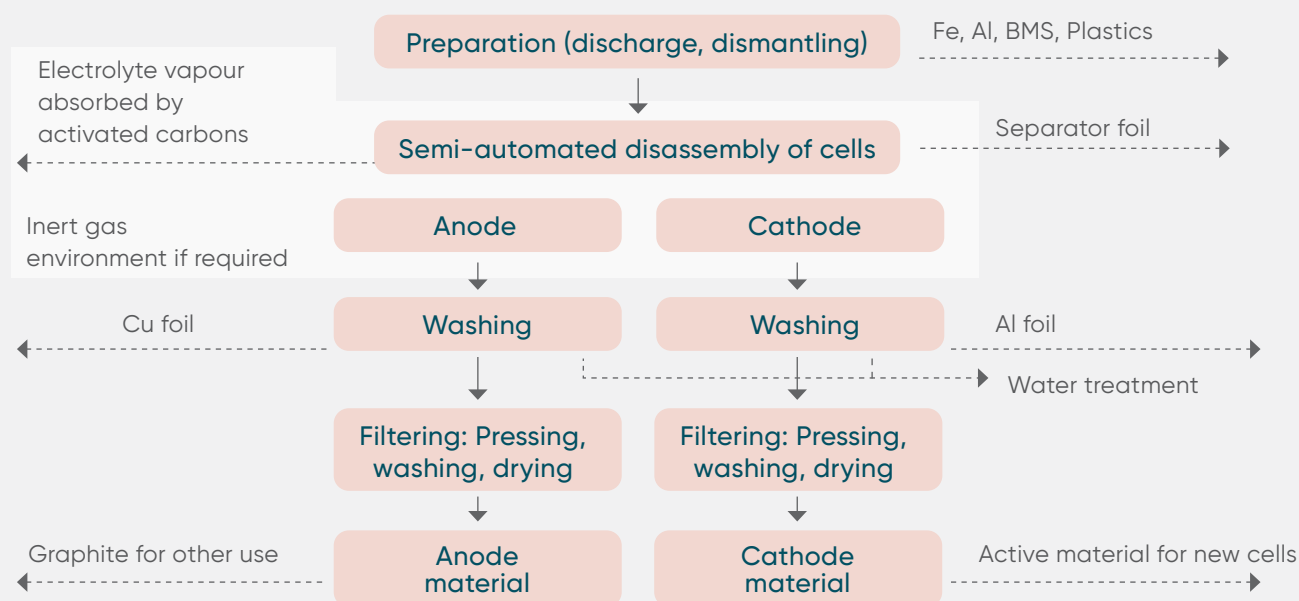 Preparation (discharge, dismantling)
Fe, Al, BMS, Plastics
Electrolyte vapour
absorbed by
activated carbons
Semi-automated disassembly of cells
Separator foil
Inert gas
environment if required
Anode
Cathode
Cu foil
Washing
Washing
Al foil
Water treatment
Filtering: Pressing,
washing, drying
Filtering: Pressing,
washing, drying
Graphite for other use
Anode
material
Cathode
material
Active material for new cells